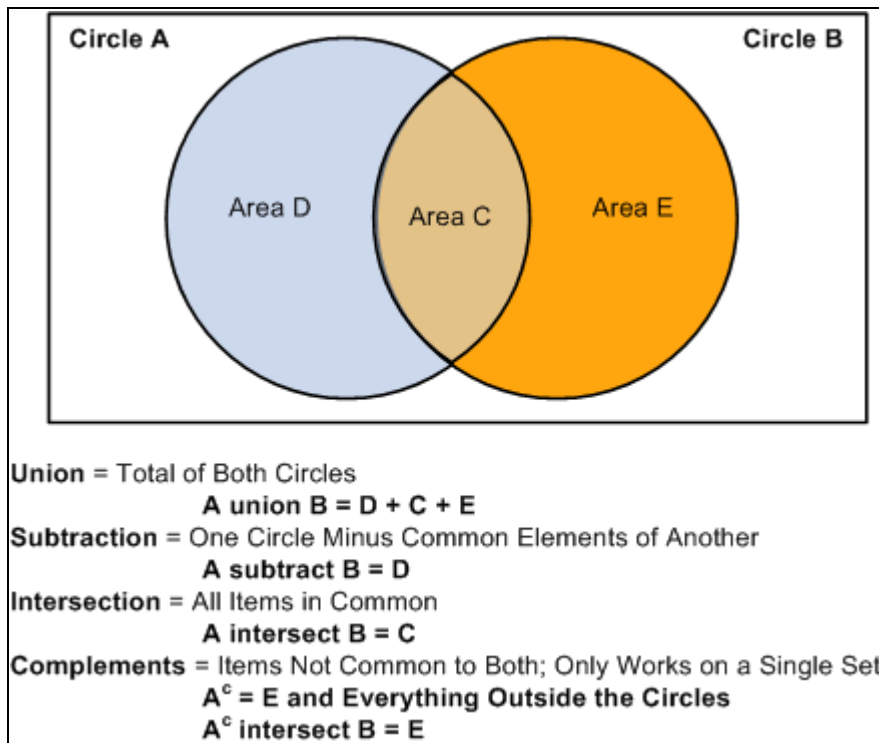 Circle A
Circle B
Area D
Area C
Area E
Union = Total of Both Circles
A union B = D + C + E
Subtraction = One Circle Minus Common Elements of Another
A subtract B = D
Intersection = All Items in Common
A intersect B = C
Complements = Items Not Common to Both; Only Works on a Single Set
Aᶜ = E and Everything Outside the Circles
Aᶜ intersect B = E